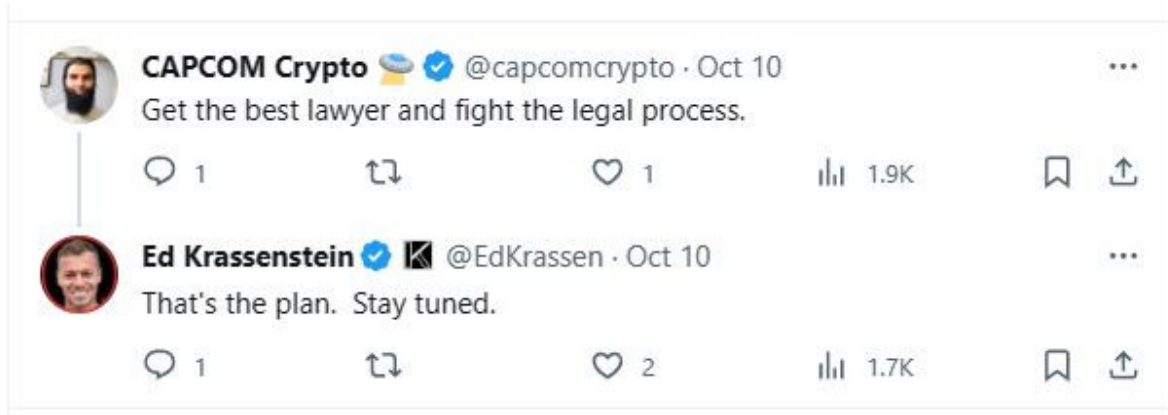 CAPCOM Crypto 🛸 @capcomcrypto · Oct 10
Get the best lawyer and fight the legal process.
1 1 1.9K
Ed Krassenstein K @EdKrassen · Oct 10
That's the plan.  Stay tuned.
1 2 1.7K